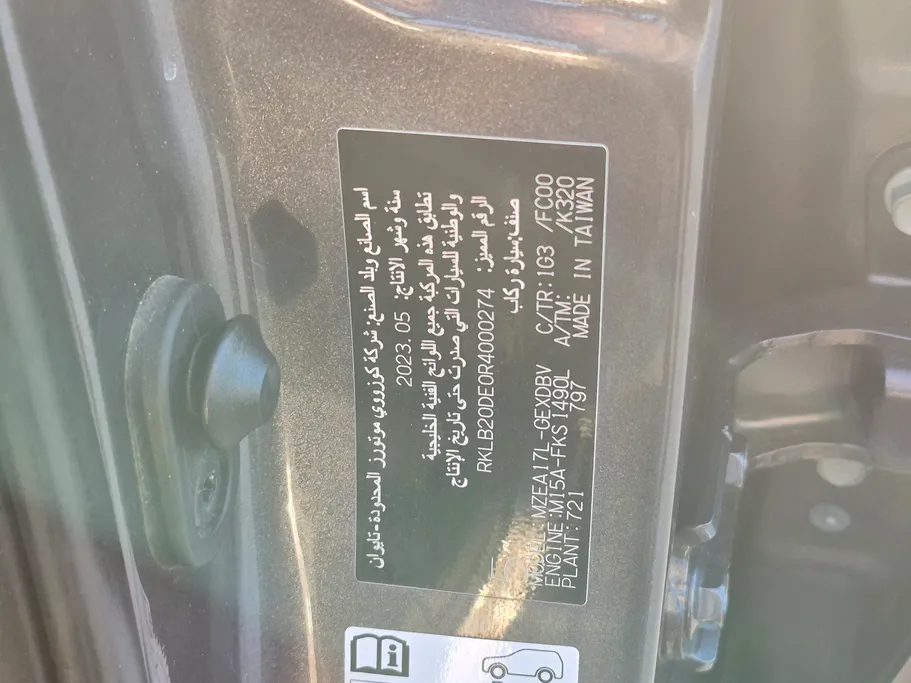 اسم الصانع وبلد الصنع: شركة كوزروي موتورز المحدودة-تايوان
سنة وشهر الانتاج: 2023.05
تطابق هذه المركبة جميع اللوائح الفنية الخليجية
والوطنية للسيارات التي صدرت حتى تاريخ الإنتاج
الرقم المميز: RKLB20DE0R4000274
صنف: سيارة ركاب
MODEL:MZEA17L-GEXDBV C/TR:1G3 /FC00
ENGINE:M15A-FKS 1490L A/TM: /K320
PLANT:721 797 MADE IN TAIWAN